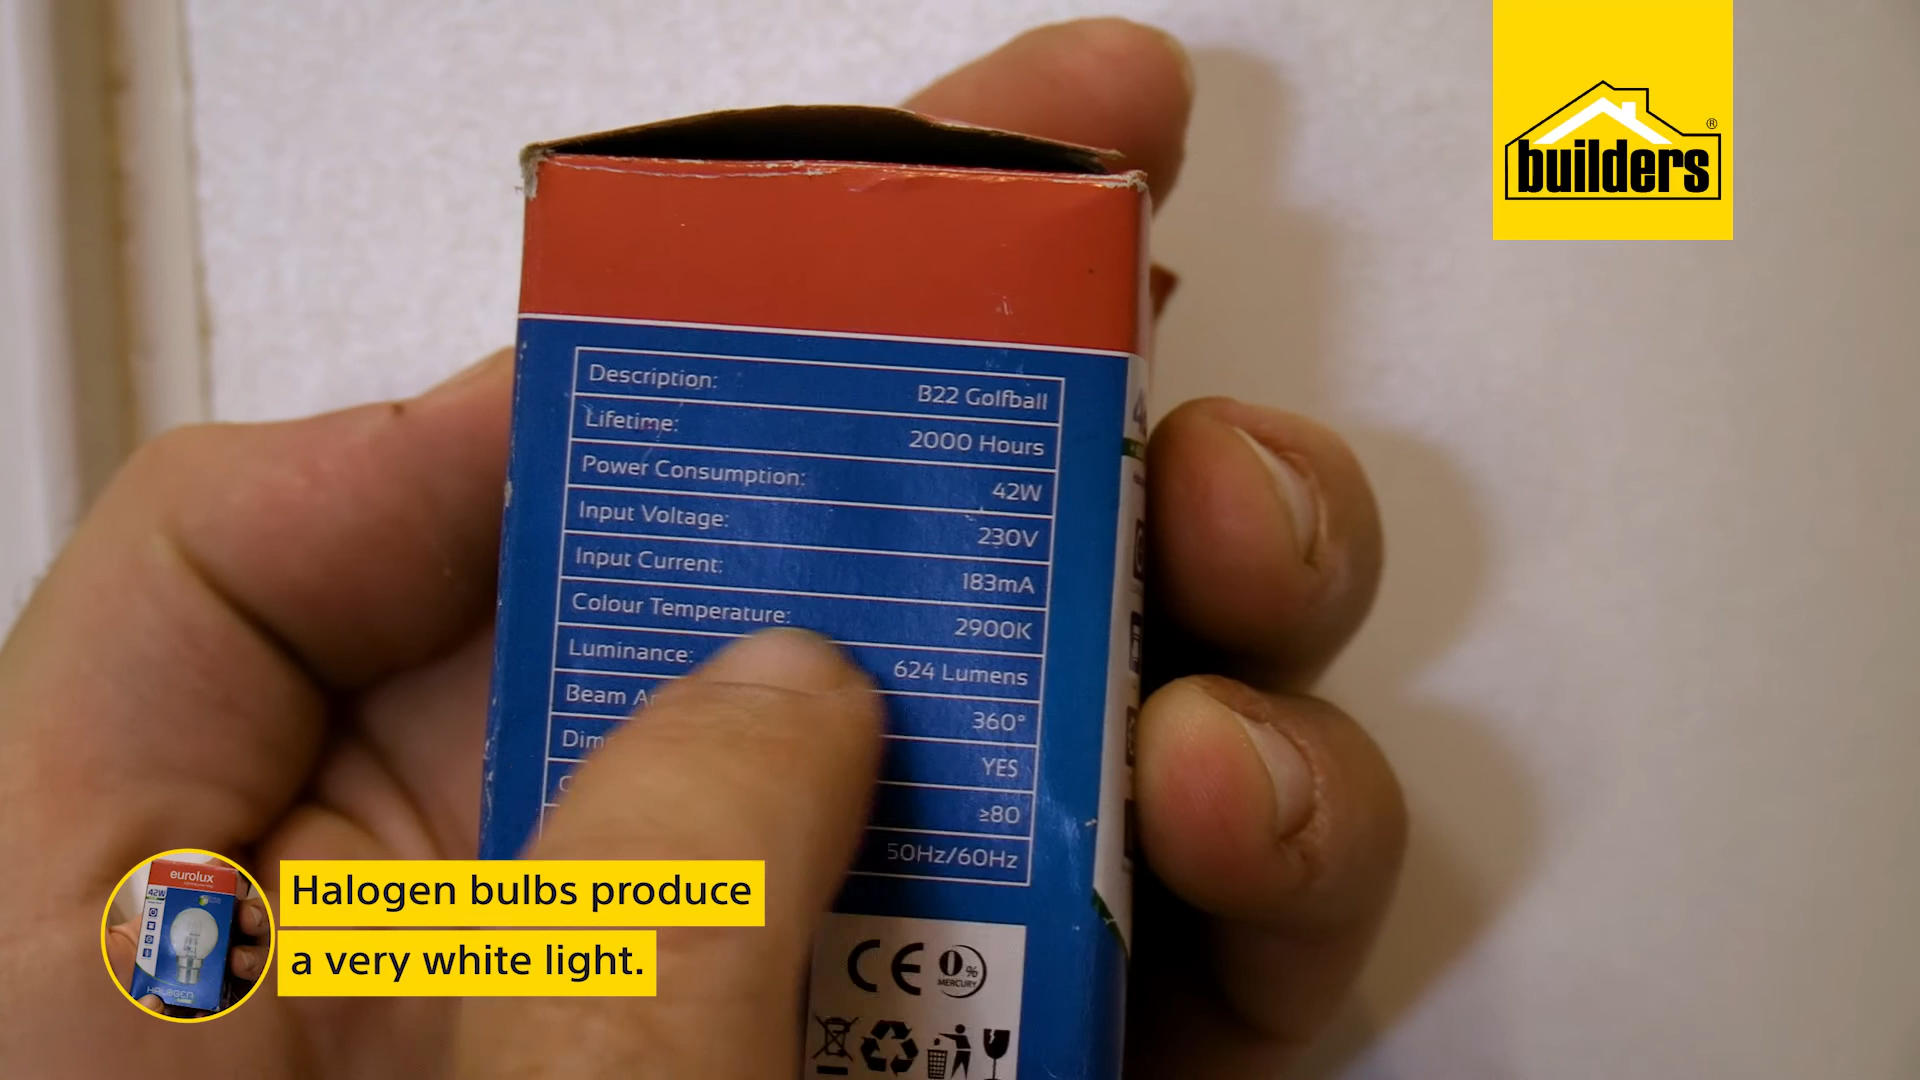 builders
®
Description: B22 Golfball
Lifetime: 2000 Hours
Power Consumption: 42W
Input Voltage: 230V
Input Current: 183mA
Colour Temperature: 2900K
Luminance: 624 Lumens
Beam 360°
YES
≥80
50Hz/60Hz
CE 0%
MERCURY
eurolux
42W
HALOGEN
Halogen bulbs produce
a very white light.